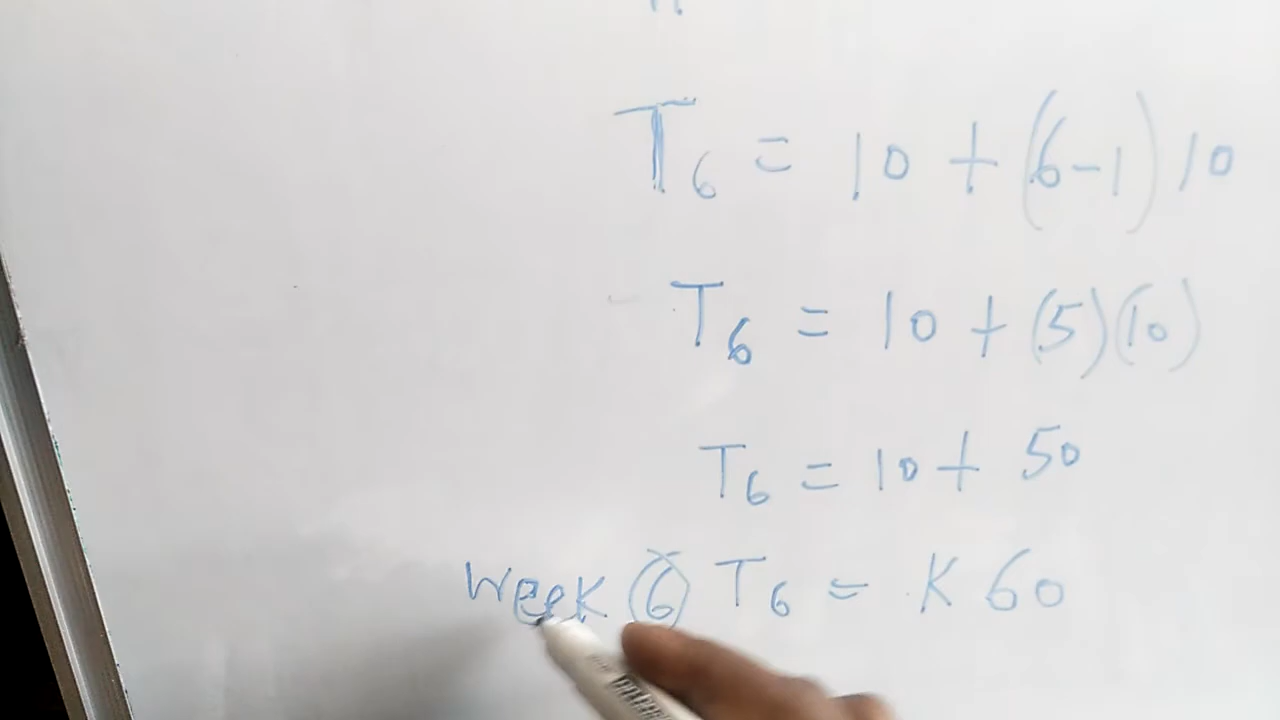 T6 = 10 + (6-1) 10
T6 = 10 + (5)(10)
T6 = 10 + 50
Week 6 T6 = K 60